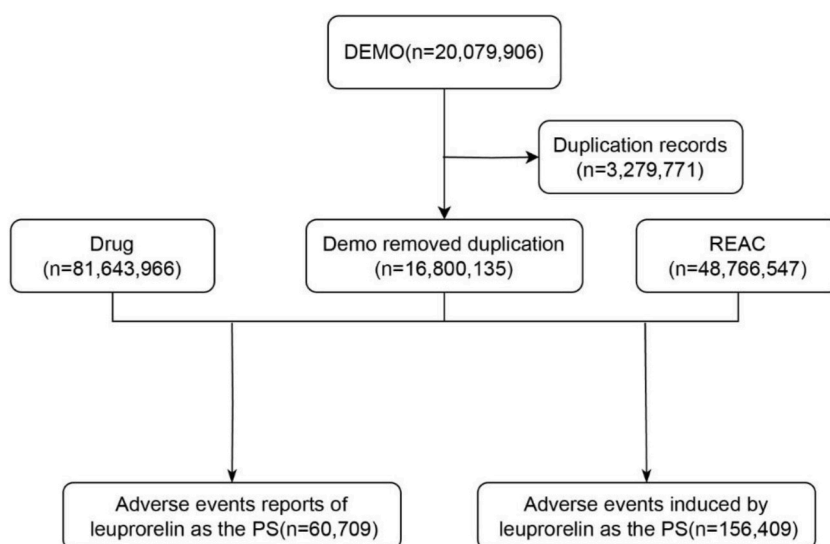 DEMO(n=20,079,906)
Duplication records
(n=3,279,771)
Drug
(n=81,643,966)
Demo removed duplication
(n=16,800,135)
REAC
(n=48,766,547)
Adverse events reports of
leuprorelin as the PS(n=60,709)
Adverse events induced by
leuprorelin as the PS(n=156,409)